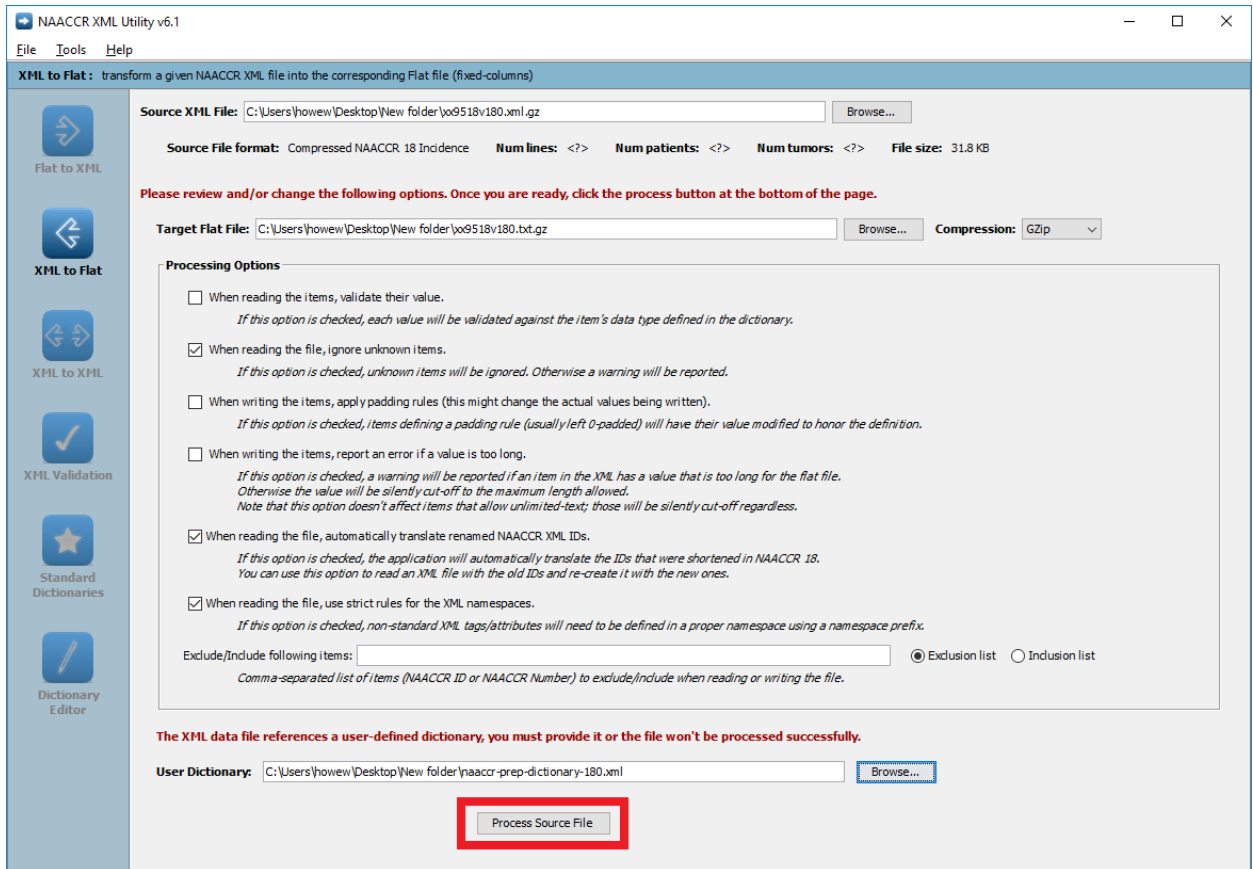 NAACCR XML Utility v6.1
File Tools Help
XML to Flat : transform a given NAACCR XML file into the corresponding Flat file (fixed-columns)
Flat to XML
XML to Flat
XML to XML
XML Validation
Standard
Dictionaries
Dictionary
Editor
Source XML File: C:\Users\howew\Desktop\New folder\xx9518v180.xml.gz Browse...
Source File format: Compressed NAACCR 18 Incidence Num lines: <?> Num patients: <?> Num tumors: <?> File size: 31.8 KB
Please review and/or change the following options. Once you are ready, click the process button at the bottom of the page.
Target Flat File: C:\Users\howew\Desktop\New folder\xx9518v180.txt.gz Browse... Compression: GZip
Processing Options
When reading the items, validate their value.
If this option is checked, each value will be validated against the item's data type defined in the dictionary.
When reading the file, ignore unknown items.
If this option is checked, unknown items will be ignored. Otherwise a warning will be reported.
When writing the items, apply padding rules (this might change the actual values being written).
If this option is checked, items defining a padding rule (usually left 0-padded) will have their value modified to honor the definition.
When writing the items, report an error if a value is too long.
If this option is checked, a warning will be reported if an item in the XML has a value that is too long for the flat file.
Otherwise the value will be silently cut-off to the maximum length allowed.
Note that this option doesn't affect items that allow unlimited-text; those will be silently cut-off regardless.
When reading the file, automatically translate renamed NAACCR XML IDs.
If this option is checked, the application will automatically translate the IDs that were shortened in NAACCR 18.
You can use this option to read an XML file with the old IDs and re-create it with the new ones.
When reading the file, use strict rules for the XML namespaces.
If this option is checked, non-standard XML tags/attributes will need to be defined in a proper namespace using a namespace prefix.
Exclude/Include following items: Exclusion list Inclusion list
Comma-separated list of items (NAACCR ID or NAACCR Number) to exclude/include when reading or writing the file.
The XML data file references a user-defined dictionary, you must provide it or the file won't be processed successfully.
User Dictionary: C:\Users\howew\Desktop\New folder\naaccr-prep-dictionary-180.xml Browse...
Process Source File